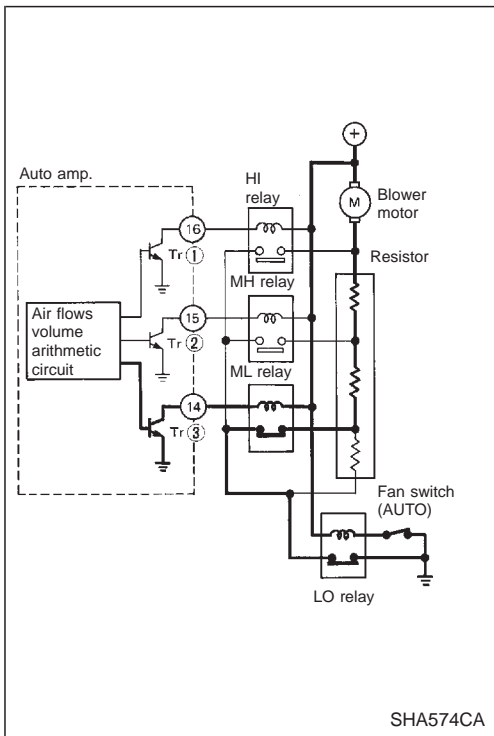 Auto amp.
HI
relay
+
16
M
Blower
motor
Tr 1
Resistor
MH relay
Air flows
volume
arithmetic
circuit
15
Tr 2
ML relay
14
Tr 3
Fan switch
(AUTO)
LO relay
SHA574CA